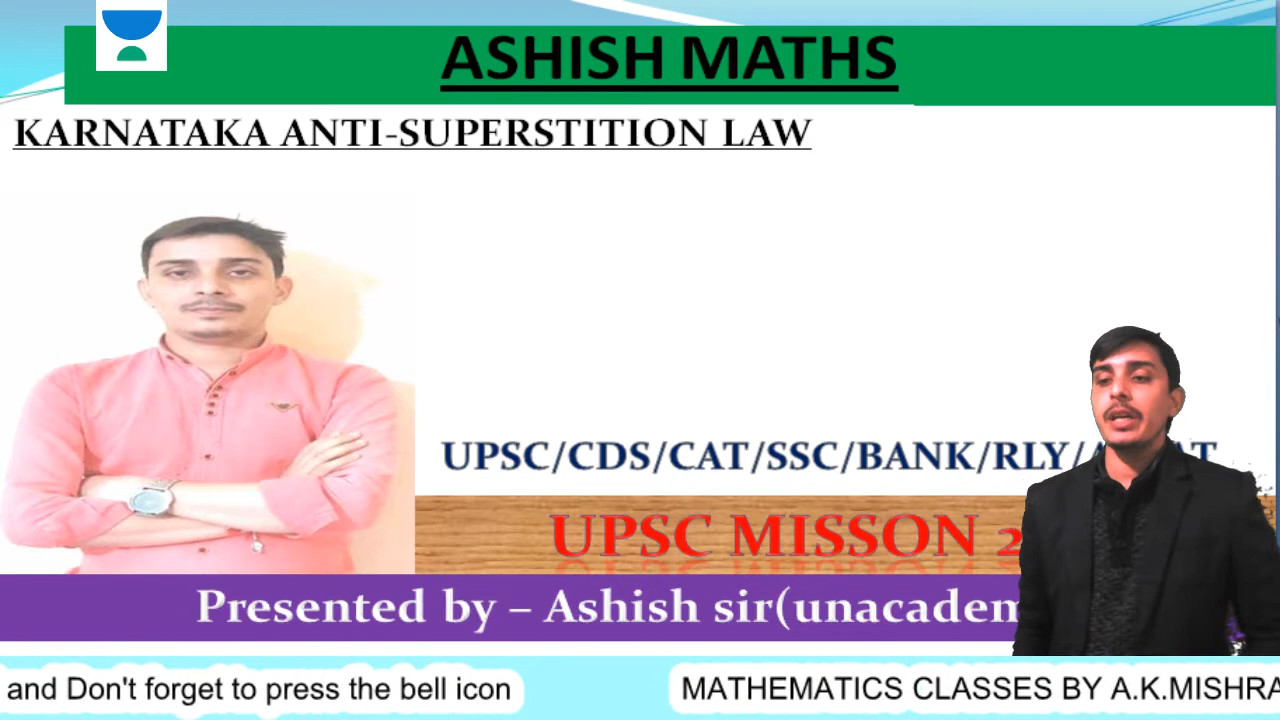 ASHISH MATHS
KARNATAKA ANTI-SUPERSTITION LAW
UPSC/CDS/CAT/SSC/BANK/RLY/
UPSC MISSON 2
Presented by – Ashish sir(unacadem
and Don't forget to press the bell icon
MATHEMATICS CLASSES BY A.K.MISHRA